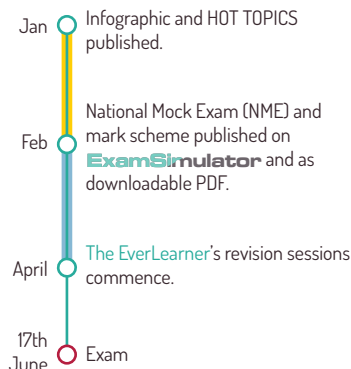 Jan
Infographic and HOT TOPICS
published.
Feb
National Mock Exam (NME) and
mark scheme published on
ExamSimulator and as
downloadable PDF.
April
The EverLearner's revision sessions
commence.
17th
June
Exam